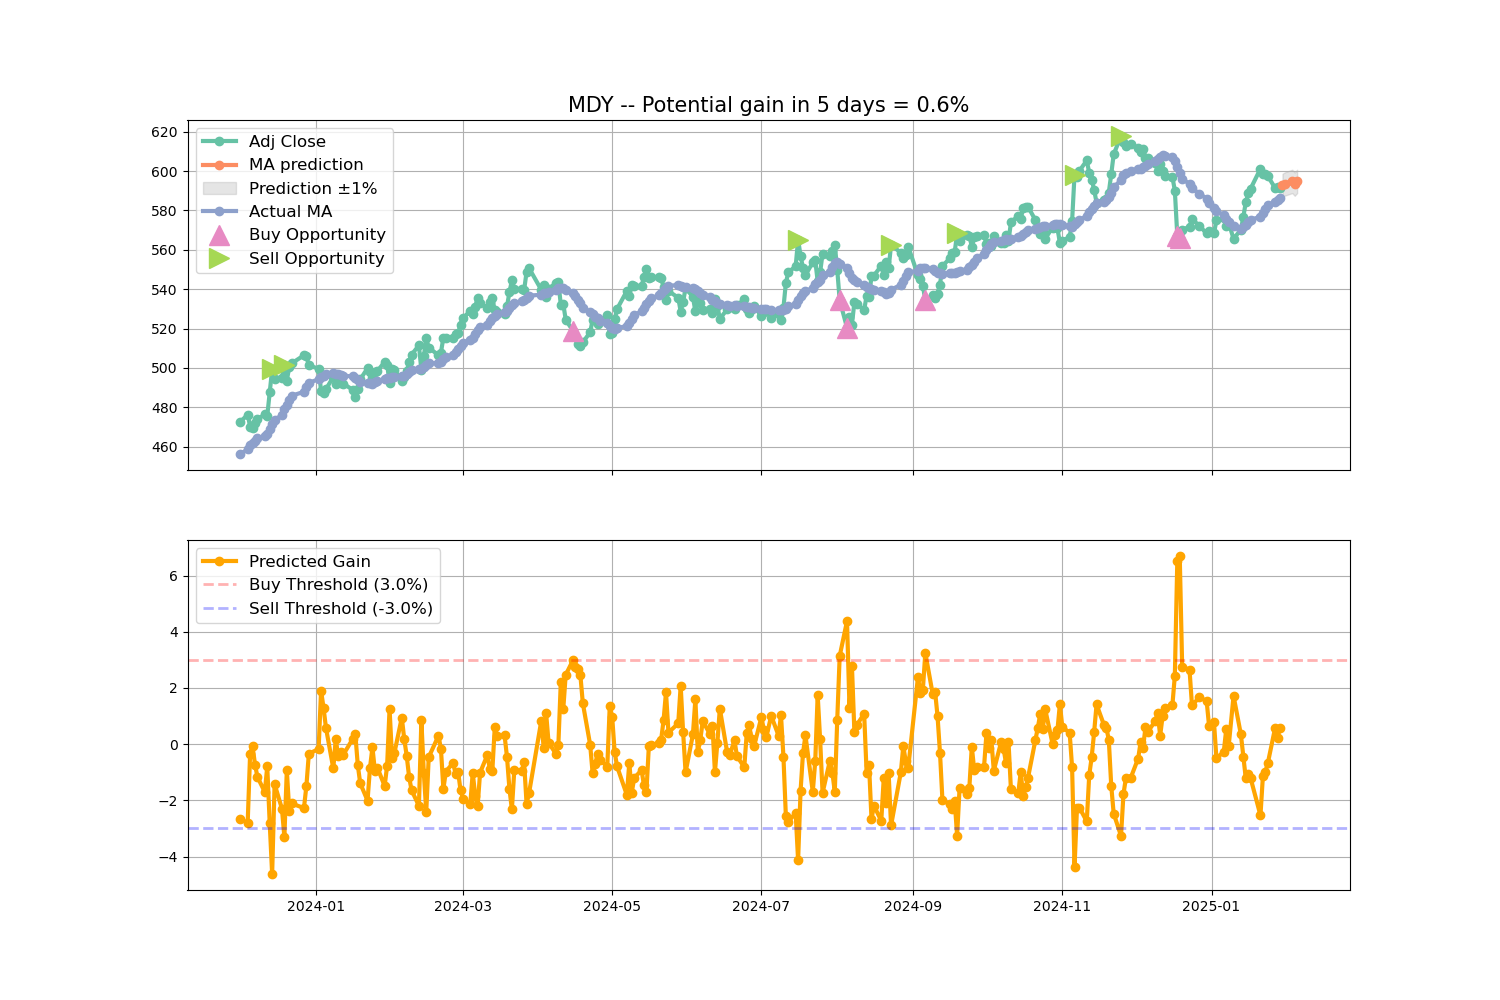 MDY -- Potential gain in 5 days = 0.6%
620
600
580
560
540
520
500
480
460
Adj Close
MA prediction
Prediction ±1%
Actual MA
Buy Opportunity
Sell Opportunity
6
4
2
0
−2
−4
Predicted Gain
Buy Threshold (3.0%)
Sell Threshold (-3.0%)
2024-01
2024-03
2024-05
2024-07
2024-09
2024-11
2025-01